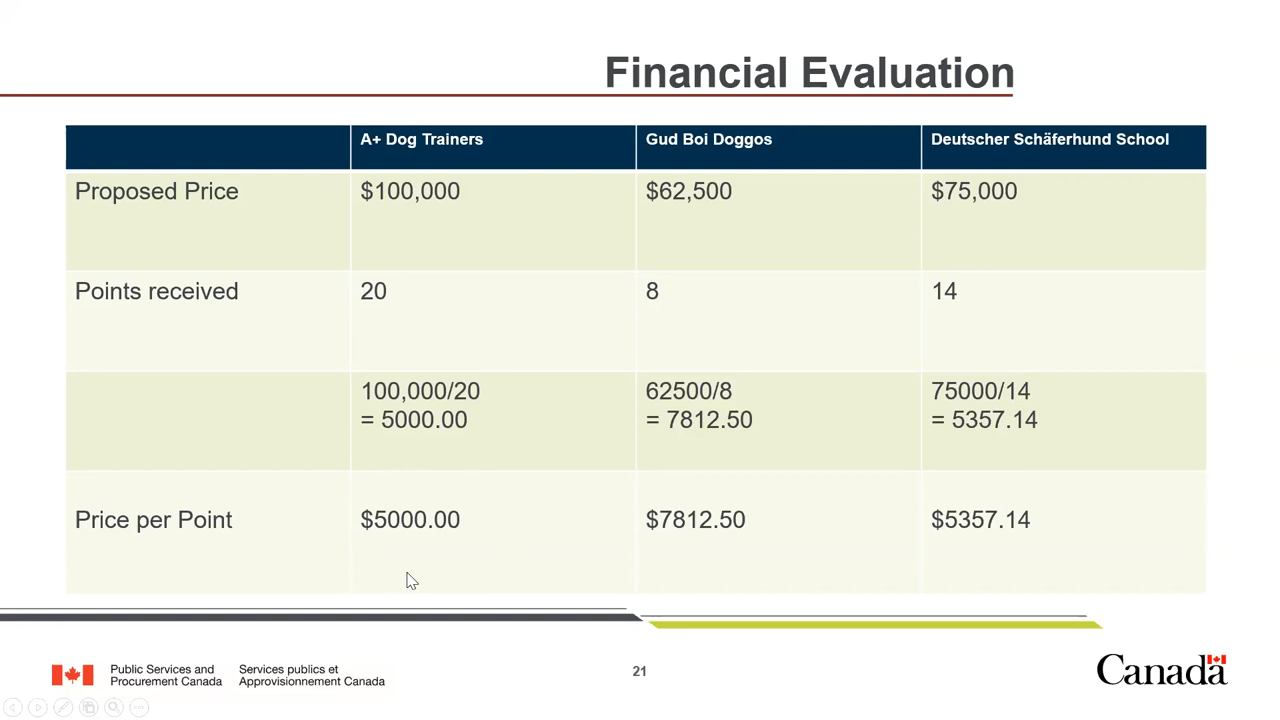 Financial Evaluation
A+ Dog Trainers Gud Boi Doggos Deutscher Schäferhund School
Proposed Price $100,000 $62,500 $75,000
Points received 20 8 14
100,000/20 62500/8 75000/14
= 5000.00 = 7812.50 = 5357.14
Price per Point $5000.00 $7812.50 $5357.14
Public Services and Services publics et
Procurement Canada Approvisionnement Canada
21
Canada